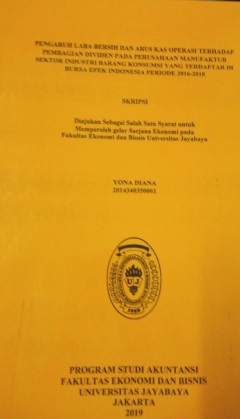 PENGARUH LABA BERSIH DAN ARUS KAS OPERASI TERHADAP
PEMBAGIAN DIVIDEN PADA PERUSAHAAN MANUFAKTUR
SEKTOR INDUSTRI BARANG KONSUMSI YANG TERDAFTAR DI
BURSA EFEK INDONESIA PERIODE 2016-2018
SKRIPSI
Diajukan Sebagai Salah Satu Syarat untuk
Memperoleh gelar Sarjana Ekonomi pada
Fakultas Ekonomi dan Bisnis Universitas Jayabaya
YONA DIANA
2014340350061
U J
PROGRAM STUDI AKUNTANSI
FAKULTAS EKONOMI DAN BISNIS
UNIVERSITAS JAYABAYA
JAKARTA
2019